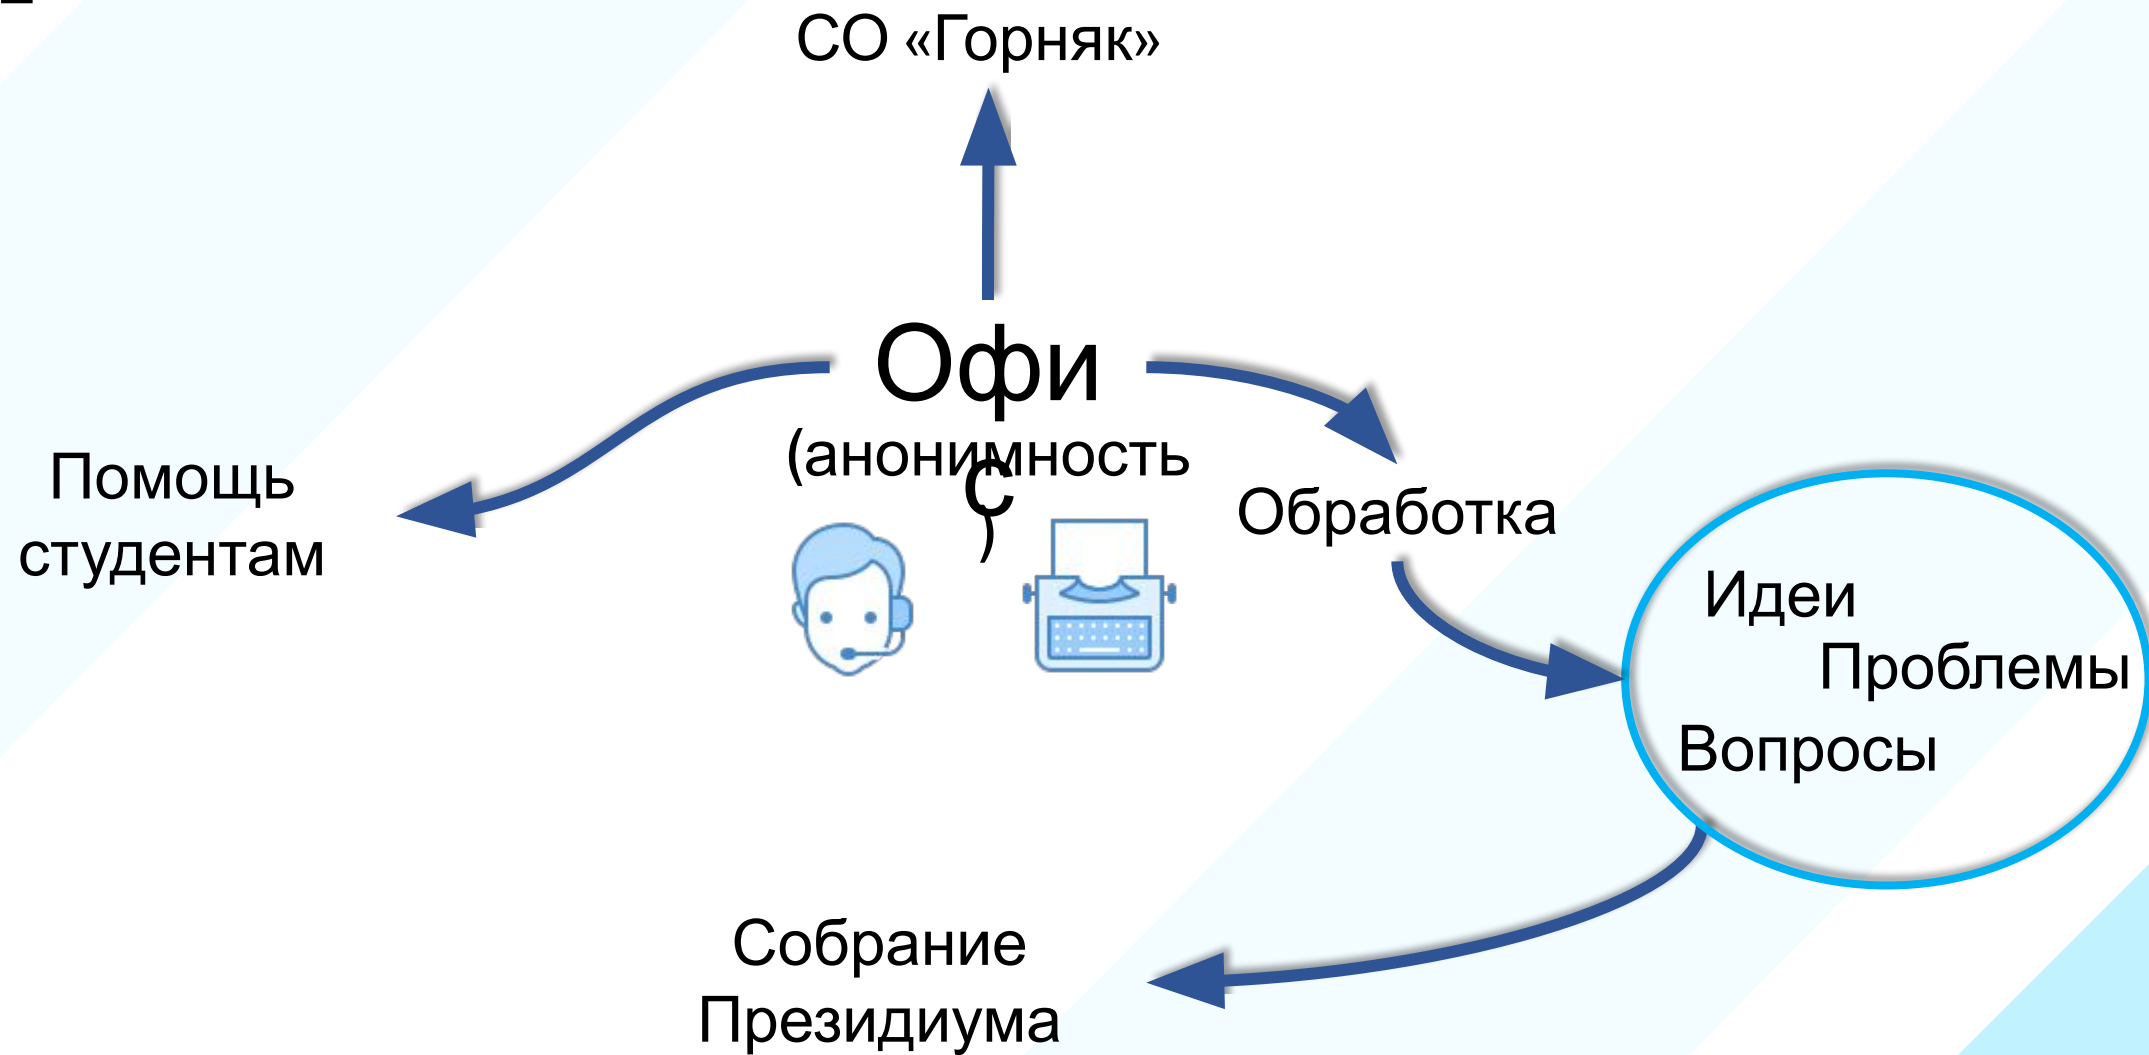 СО «Горняк»
Офи
с
(анонимность
)
Помощь
студентам
Обработка
Идеи
Проблемы
Вопросы
Собрание
Президиума